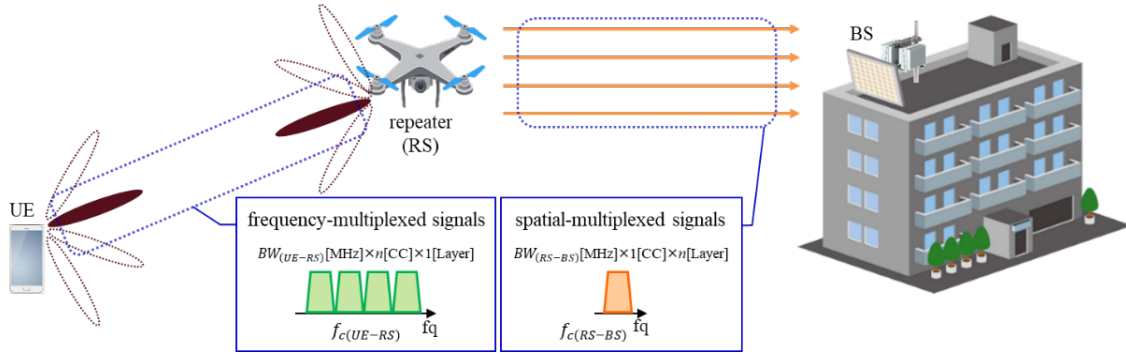 BS
repeater
(RS)
UE
frequency-multiplexed signals
BW(UE−RS)[MHz]×n[CC]×1[Layer]
fq
fc(UE−RS)
spatial-multiplexed signals
BW(RS−BS)[MHz]×1[CC]×n[Layer]
fq
fc(RS−BS)